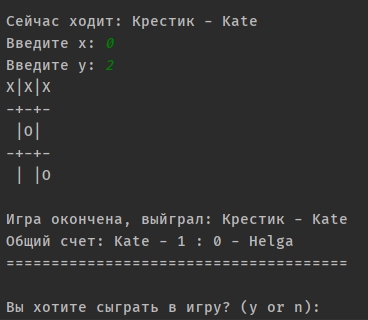 Сейчас ходит: Крестик - Kate
Введите x: 0
Введите y: 2
X|X|X
-+-+-
 |O|
-+-+-
 | |O
Игра окончена, выйграл: Крестик - Kate
Общий счет: Kate - 1 : 0 - Helga
======================================
Вы хотите сыграть в игру? (y or n):